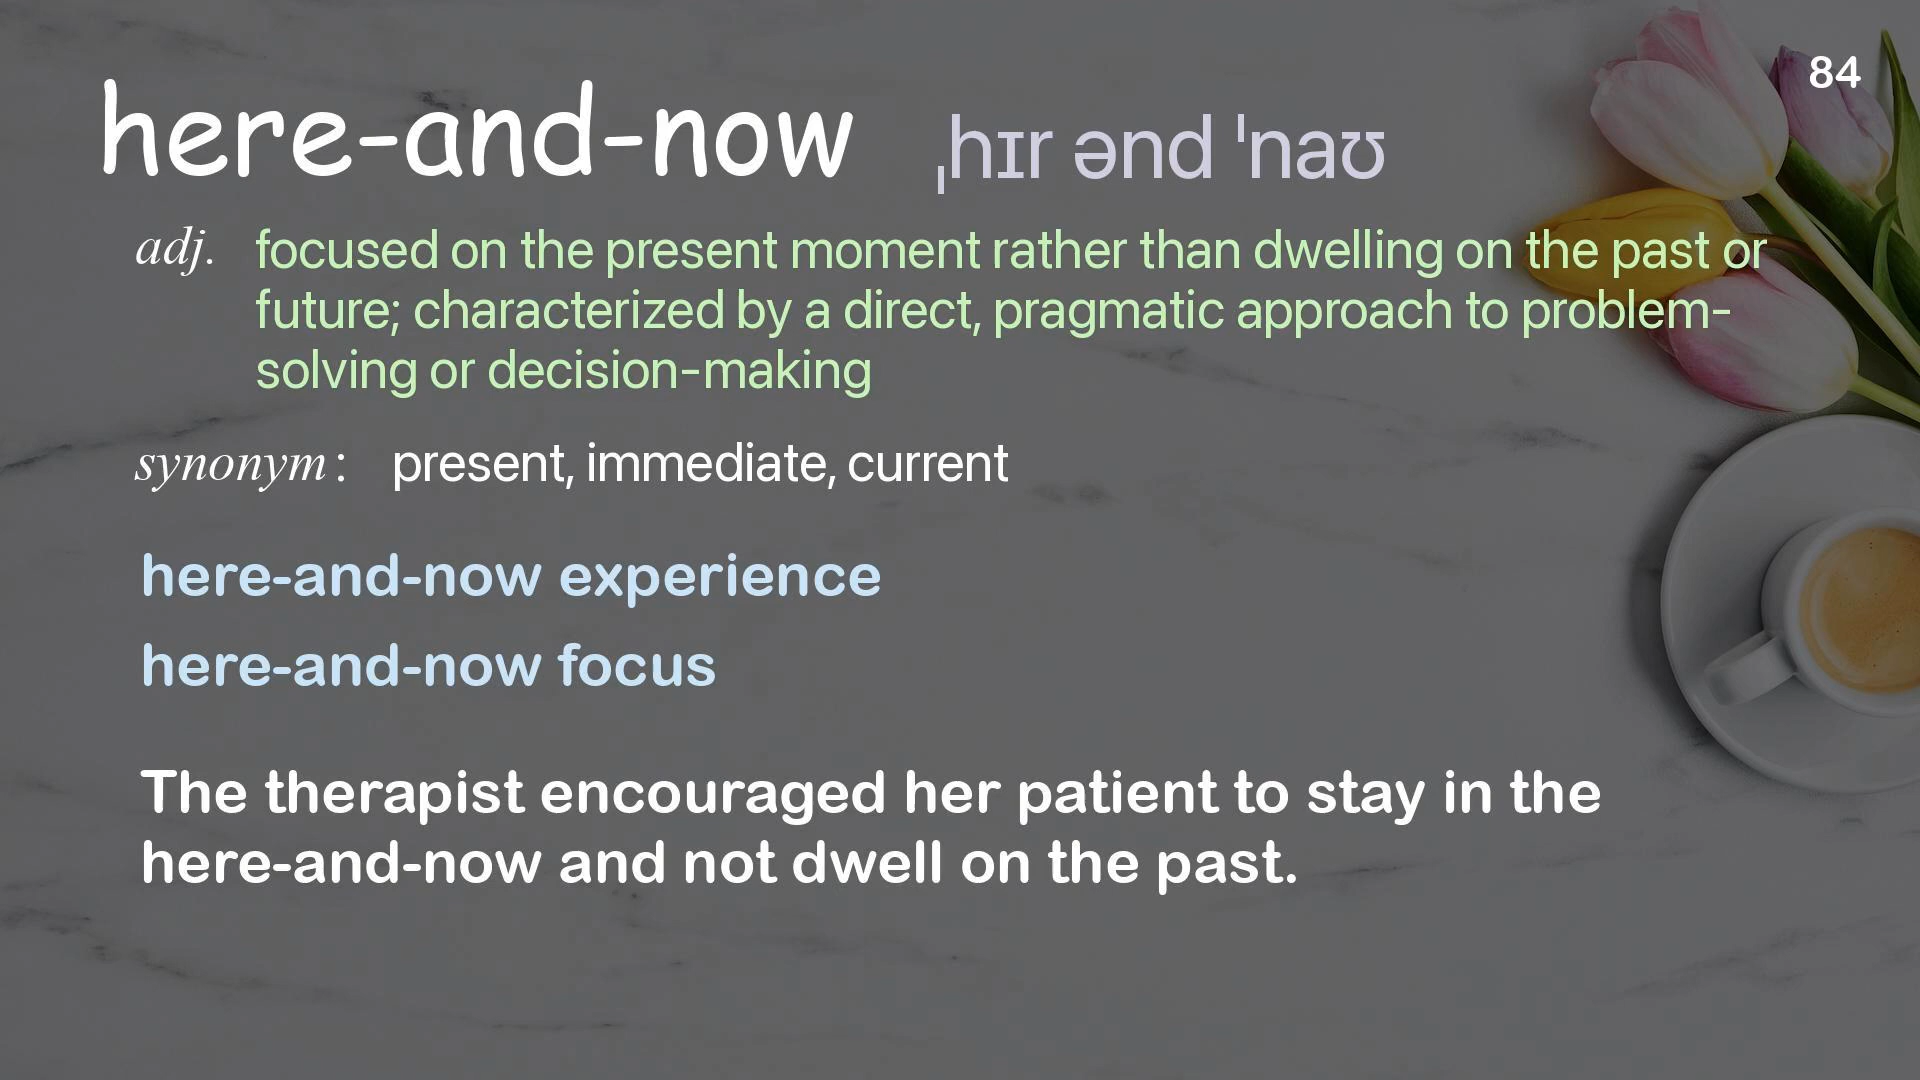 84
here-and-now ˌhɪr ənd ˈnaʊ
adj. focused on the present moment rather than dwelling on the past or
future; characterized by a direct, pragmatic approach to problem-
solving or decision-making
synonym: present, immediate, current
here-and-now experience
here-and-now focus
The therapist encouraged her patient to stay in the
here-and-now and not dwell on the past.